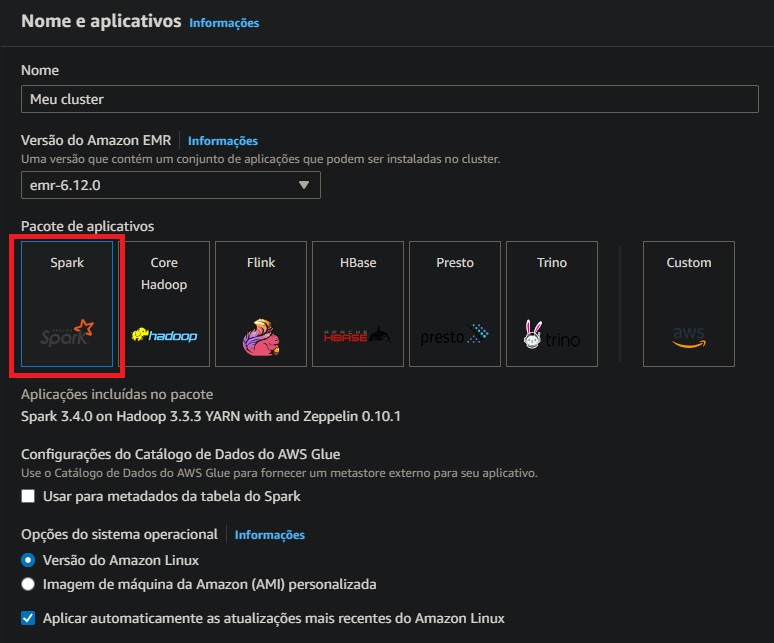 Nome e aplicativos Informações
Nome
Meu cluster
Versão do Amazon EMR Informações
Uma versão que contém um conjunto de aplicações que podem ser instaladas no cluster.
emr-6.12.0
Pacote de aplicativos
Spark
Core
Hadoop
Flink
HBase
Presto
Trino
Custom
APACHE
Spark
hadoop
APACHE
HBASE
presto
trino
aws
Aplicações incluídas no pacote
Spark 3.4.0 on Hadoop 3.3.3 YARN with and Zeppelin 0.10.1
Configurações do Catálogo de Dados do AWS Glue
Use o Catálogo de Dados do AWS Glue para fornecer um metastore externo para seu aplicativo.
Usar para metadados da tabela do Spark
Opções do sistema operacional Informações
Versão do Amazon Linux
Imagem de máquina da Amazon (AMI) personalizada
Aplicar automaticamente as atualizações mais recentes do Amazon Linux